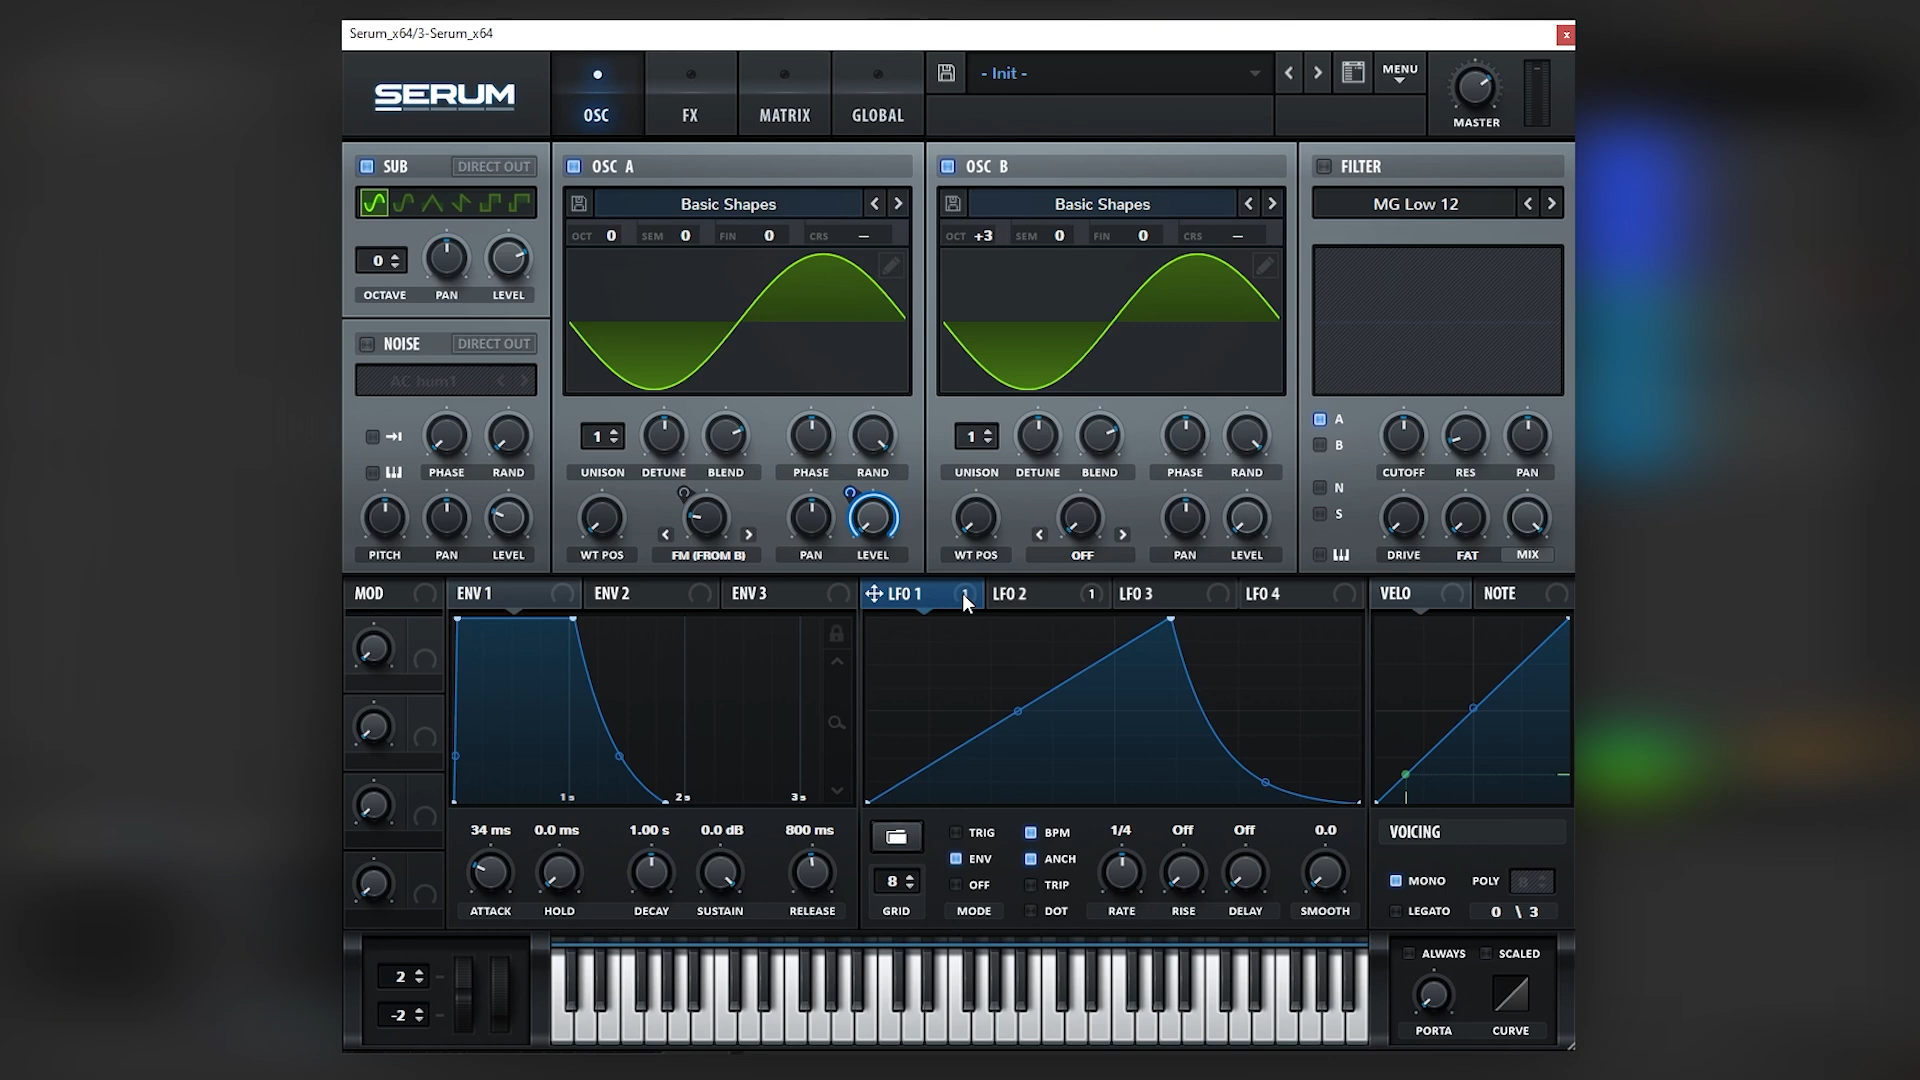 Serum_x64/3-Serum_x64
x
SERUM
OSC
FX
MATRIX
GLOBAL
- Init -
MENU
MASTER
SUB
DIRECT OUT
0
OCTAVE
PAN
LEVEL
NOISE
DIRECT OUT
AC hum1
PHASE
RAND
PITCH
PAN
LEVEL
OSC A
Basic Shapes
OCT 0 SEM 0 FIN 0 CRS –
1
UNISON
DETUNE
BLEND
PHASE
RAND
WT POS
FM (FROM B)
PAN
LEVEL
OSC B
Basic Shapes
OCT +3 SEM 0 FIN 0 CRS –
1
UNISON
DETUNE
BLEND
PHASE
RAND
WT POS
OFF
PAN
LEVEL
FILTER
MG Low 12
A
B
N
S
CUTOFF
RES
PAN
DRIVE
FAT
MIX
MOD
ENV 1
ENV 2
ENV 3
LFO 1
LFO 2 1
LFO 3
LFO 4
VELO
NOTE
1s
2s
3s
34 ms
0.0 ms
1.00 s
0.0 dB
800 ms
ATTACK
HOLD
DECAY
SUSTAIN
RELEASE
8
GRID
TRIG
ENV
OFF
MODE
BPM
ANCH
TRIP
DOT
1/4
Off
Off
0.0
RATE
RISE
DELAY
SMOOTH
VOICING
MONO
POLY
8
LEGATO
0 \ 3
2
-2
ALWAYS
SCALED
PORTA
CURVE